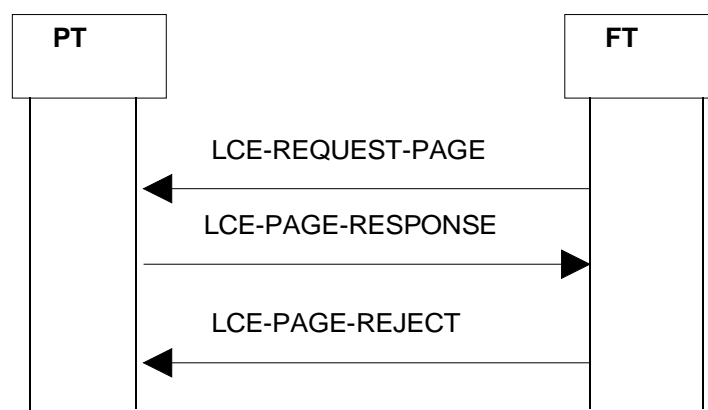 PT
FT
LCE-REQUEST-PAGE
LCE-PAGE-RESPONSE
LCE-PAGE-REJECT